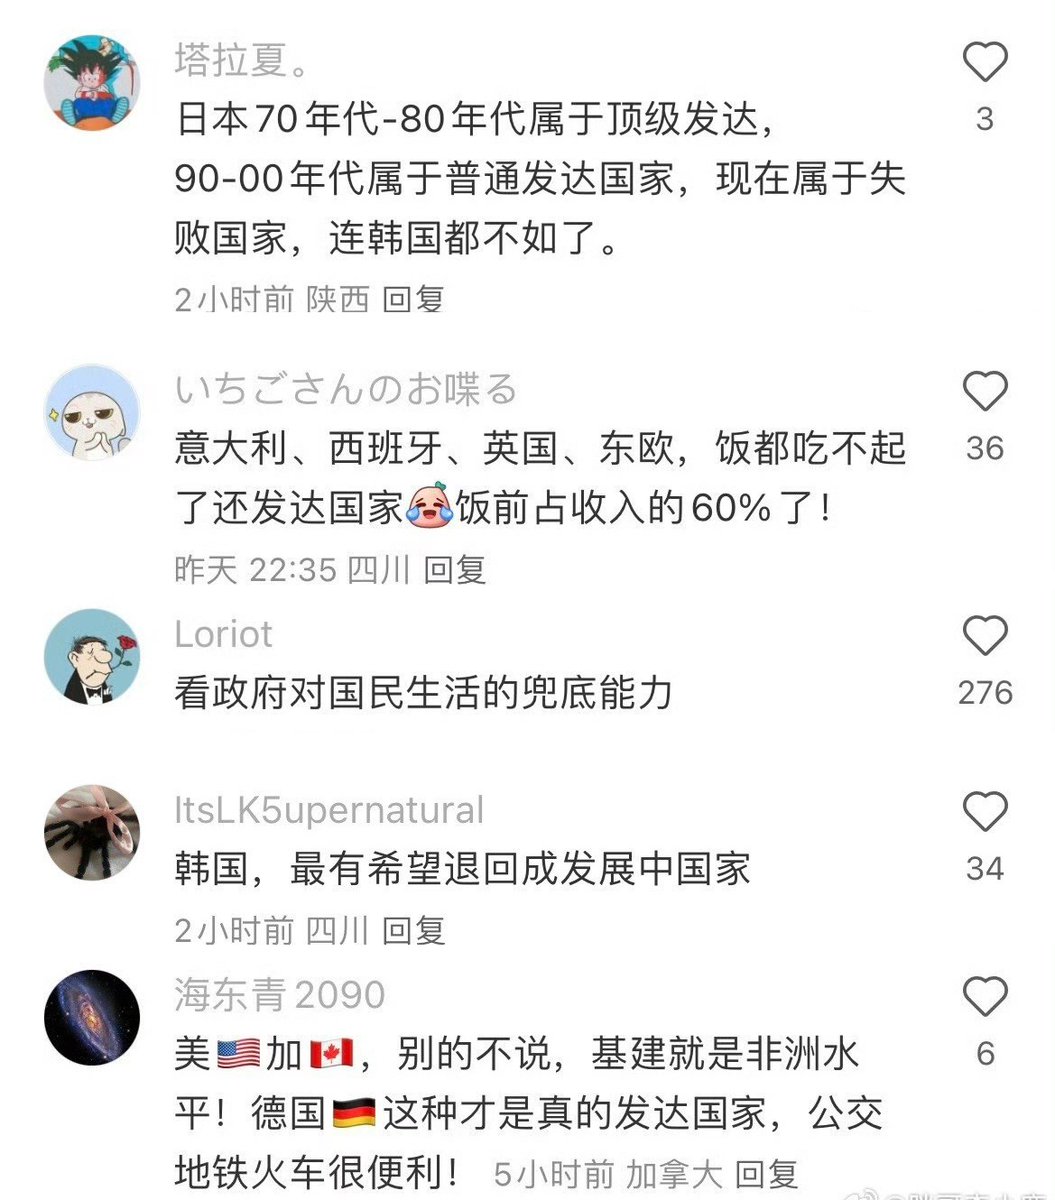 塔拉夏。
日本70年代-80年代属于顶级发达，
3
90-00年代属于普通发达国家，现在属于失
败国家，连韩国都不如了。
2小时前 陕西 回复
いちごさんのお喋る
意大利、西班牙、英国、东欧，饭都吃不起
36
了还发达国家饭前占收入的60%了！
昨天 22:35 四川 回复
Loriot
看政府对国民生活的兜底能力
276
ItsLK5upernatural
韩国，最有希望退回成发展中国家
34
2小时前 四川 回复
海东青2090
美🇺🇸加🇨🇦，别的不说，基建就是非洲水
6
平！德国🇩🇪这种才是真的发达国家，公交
地铁火车很便利！ 5小时前 加拿大 回复